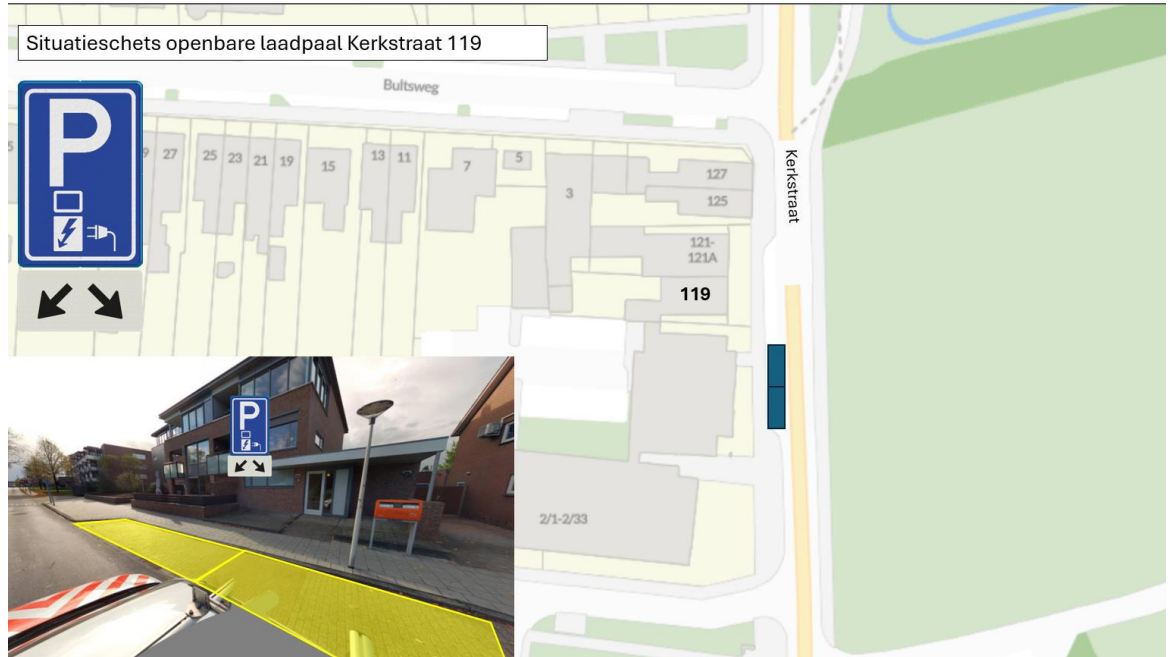 Situatieschets openbare laadpaal Kerkstraat 119
Bultsweg
P
27
25
23
21
19
15
13
11
7
5
3
127
125
121-
121A
119
Kerkstraat
P
2/1-2/33